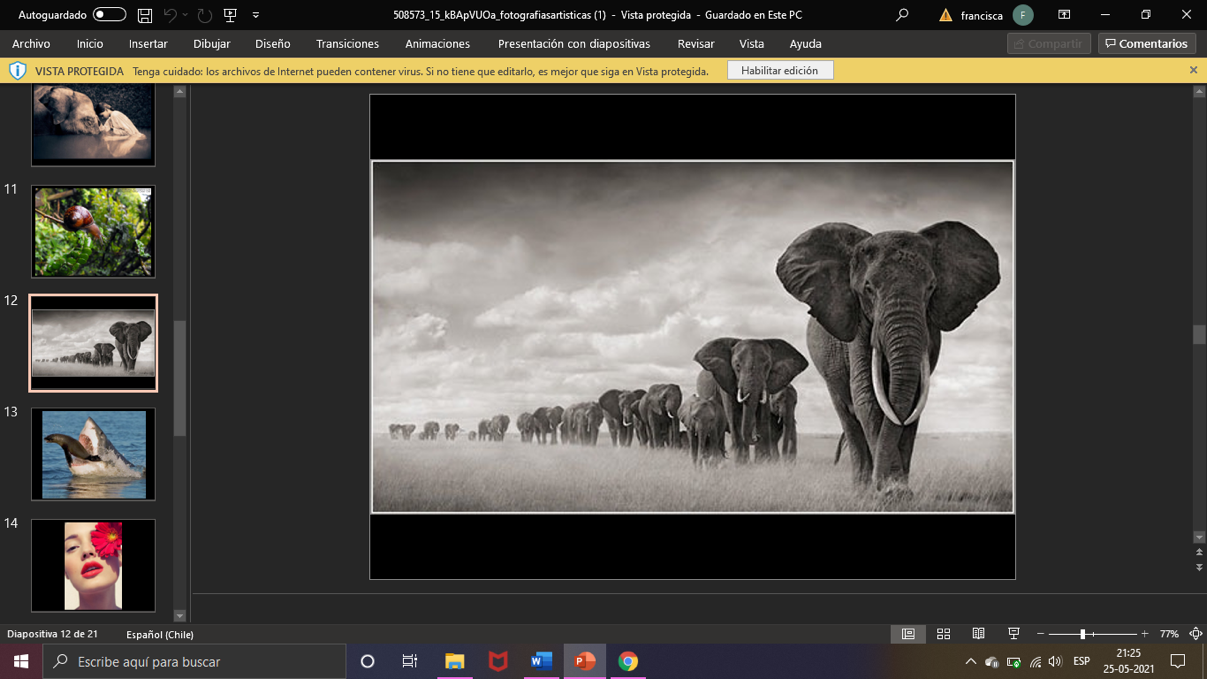 Autoguardado
508573_15_kBApVUOa_fotografiasartisticas (1) - Vista protegida - Guardado en Este PC
francisca
F
Archivo Inicio Insertar Dibujar Diseño Transiciones Animaciones Presentación con diapositivas Revisar Vista Ayuda
Compartir
Comentarios
VISTA PROTEGIDA Tenga cuidado: los archivos de Internet pueden contener virus. Si no tiene que editarlo, es mejor que siga en Vista protegida.
Habilitar edición
11
12
13
14
Diapositiva 12 de 21 Español (Chile)
77%
Escribe aquí para buscar
ESP
21:25
25-05-2021